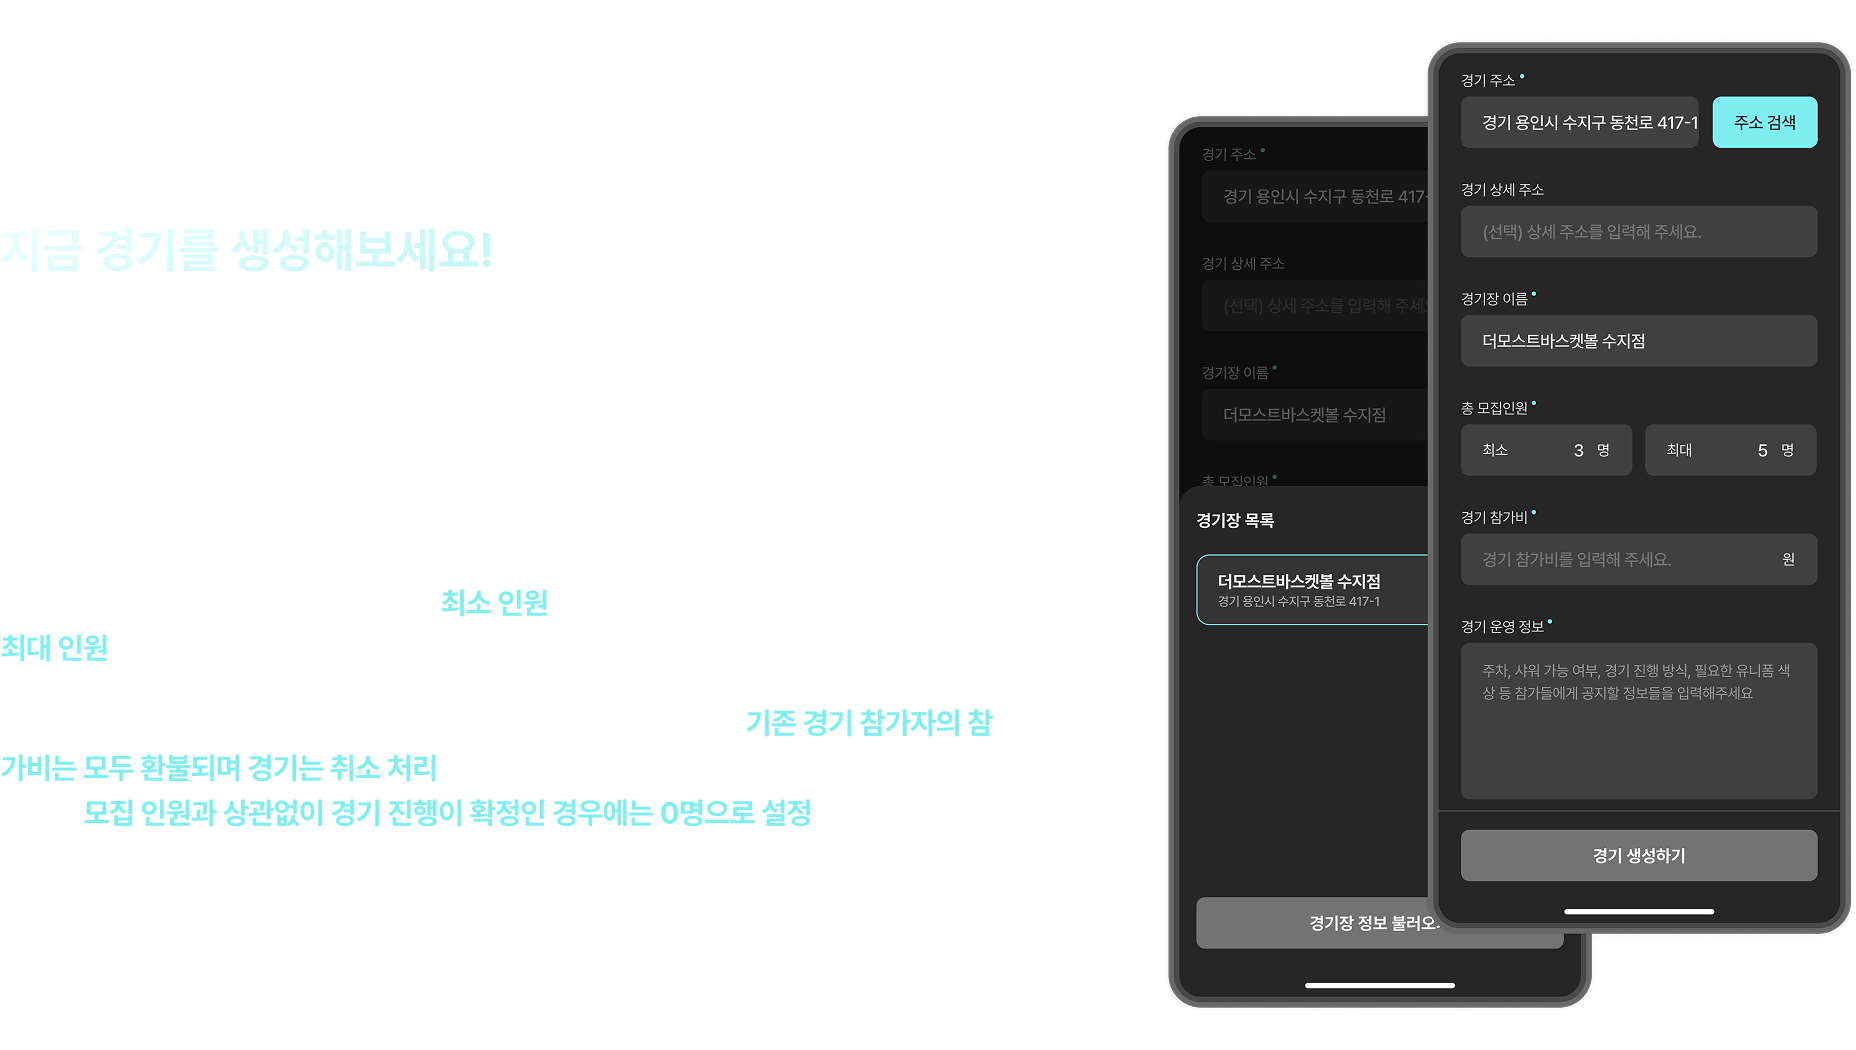 지금 경기를 생성해보세요!
최소 인원
최대 인원
기존 경기 참가자의 참
가비는 모두 환불되며 경기는 취소 처리
모집 인원과 상관없이 경기 진행이 확정인 경우에는 0명으로 설정
경기 주소
경기 용인시 수지구 동천로 417-
경기 상세 주소
(선택) 상세 주소를 입력해 주세요
경기장 이름
더모스트바스켓볼 수지점
총 모집인원
경기장 목록
더모스트바스켓볼 수지점
경기 용인시 수지구 동천로 417-1
경기장 정보 불러오
경기 주소
경기 용인시 수지구 동천로 417-1 주소 검색
경기 상세 주소
(선택) 상세 주소를 입력해 주세요.
경기장 이름
더모스트바스켓볼 수지점
총 모집인원
최소 3 명 최대 5 명
경기 참가비
경기 참가비를 입력해 주세요. 원
경기 운영 정보
주차, 샤워 가능 여부, 경기 진행 방식, 필요한 유니폼 색
상 등 참가들에게 공지할 정보들을 입력해주세요
경기 생성하기